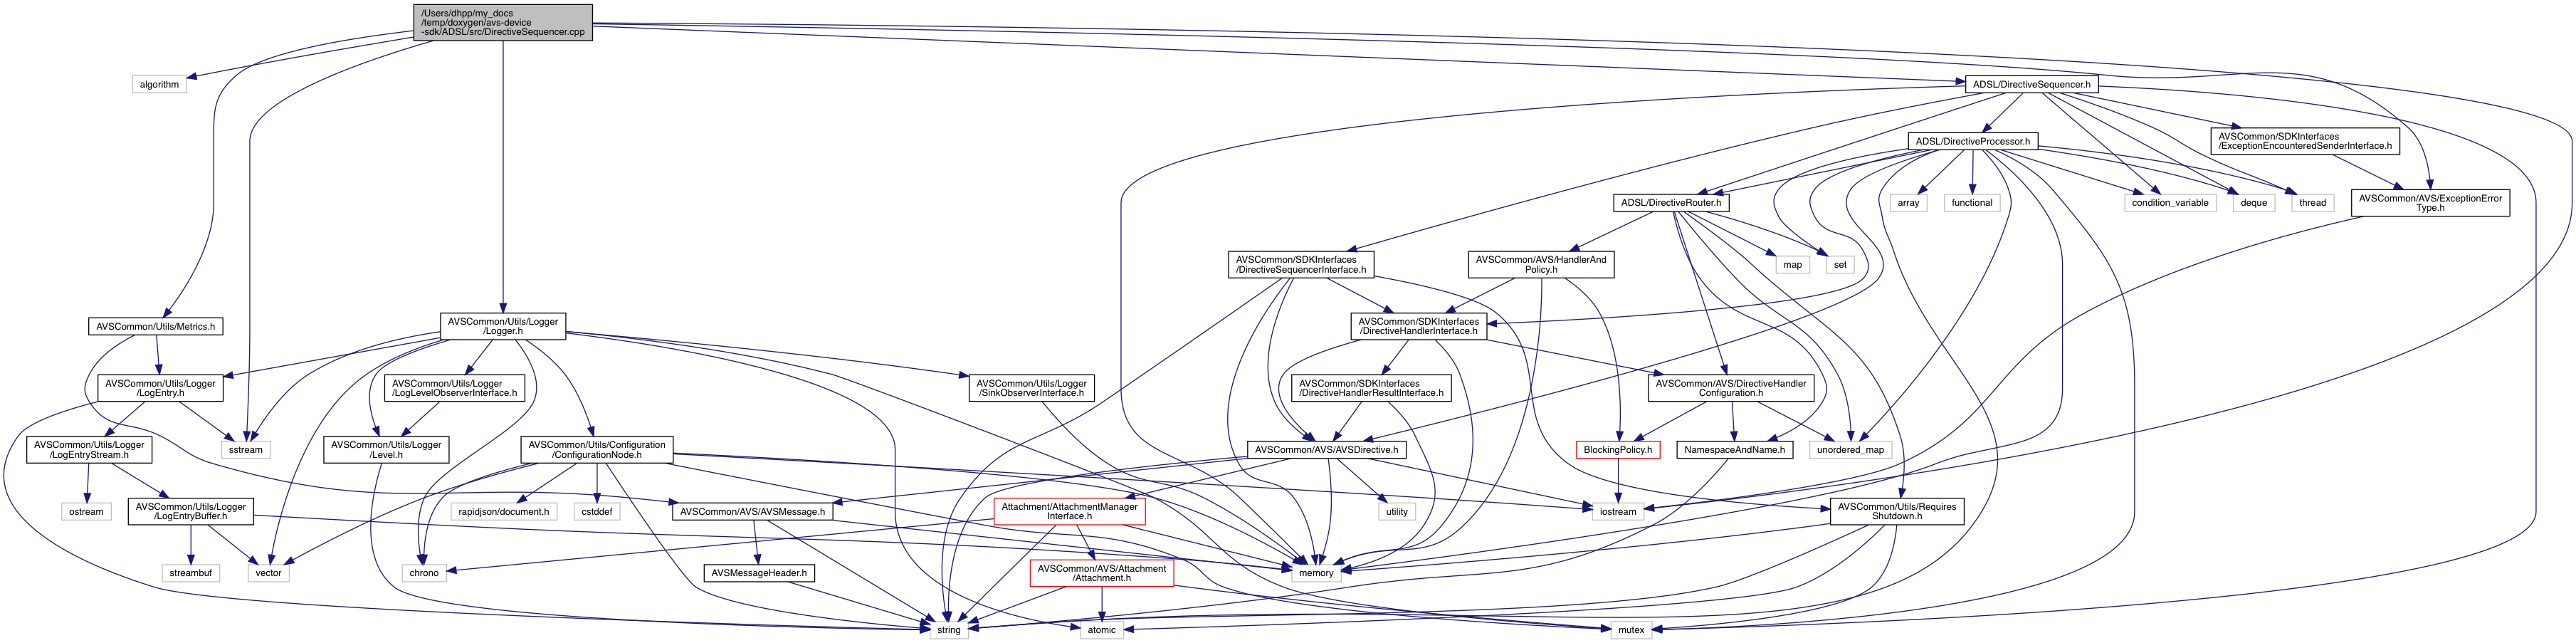 /Users/dhpp/my_docs
/temp/doxygen/avs-device
-sdk/ADSL/src/DirectiveSequencer.cpp
algorithm
ADSL/DirectiveSequencer.h
ADSL/DirectiveProcessor.h
AVSCommon/SDKInterfaces
/ExceptionEncounteredSenderInterface.h
ADSL/DirectiveRouter.h
array
functional
condition_variable
deque
thread
AVSCommon/AVS/ExceptionError
Type.h
AVSCommon/SDKInterfaces
/DirectiveSequencerInterface.h
AVSCommon/AVS/HandlerAnd
Policy.h
map
set
AVSCommon/Utils/Metrics.h
AVSCommon/Utils/Logger
/Logger.h
AVSCommon/SDKInterfaces
/DirectiveHandlerInterface.h
AVSCommon/Utils/Logger
/LogEntry.h
AVSCommon/Utils/Logger
/LogLevelObserverInterface.h
AVSCommon/Utils/Logger
/SinkObserverInterface.h
AVSCommon/SDKInterfaces
/DirectiveHandlerResultInterface.h
AVSCommon/AVS/DirectiveHandler
Configuration.h
AVSCommon/Utils/Logger
/LogEntryStream.h
sstream
AVSCommon/Utils/Logger
/Level.h
AVSCommon/Utils/Configuration
/ConfigurationNode.h
AVSCommon/AVS/AVSDirective.h
BlockingPolicy.h
NamespaceAndName.h
unordered_map
ostream
AVSCommon/Utils/Logger
/LogEntryBuffer.h
rapidjson/document.h
cstddef
AVSCommon/AVS/AVSMessage.h
Attachment/AttachmentManager
Interface.h
utility
iostream
AVSCommon/Utils/Requires
Shutdown.h
streambuf
vector
chrono
AVSMessageHeader.h
AVSCommon/AVS/Attachment
/Attachment.h
memory
string
atomic
mutex